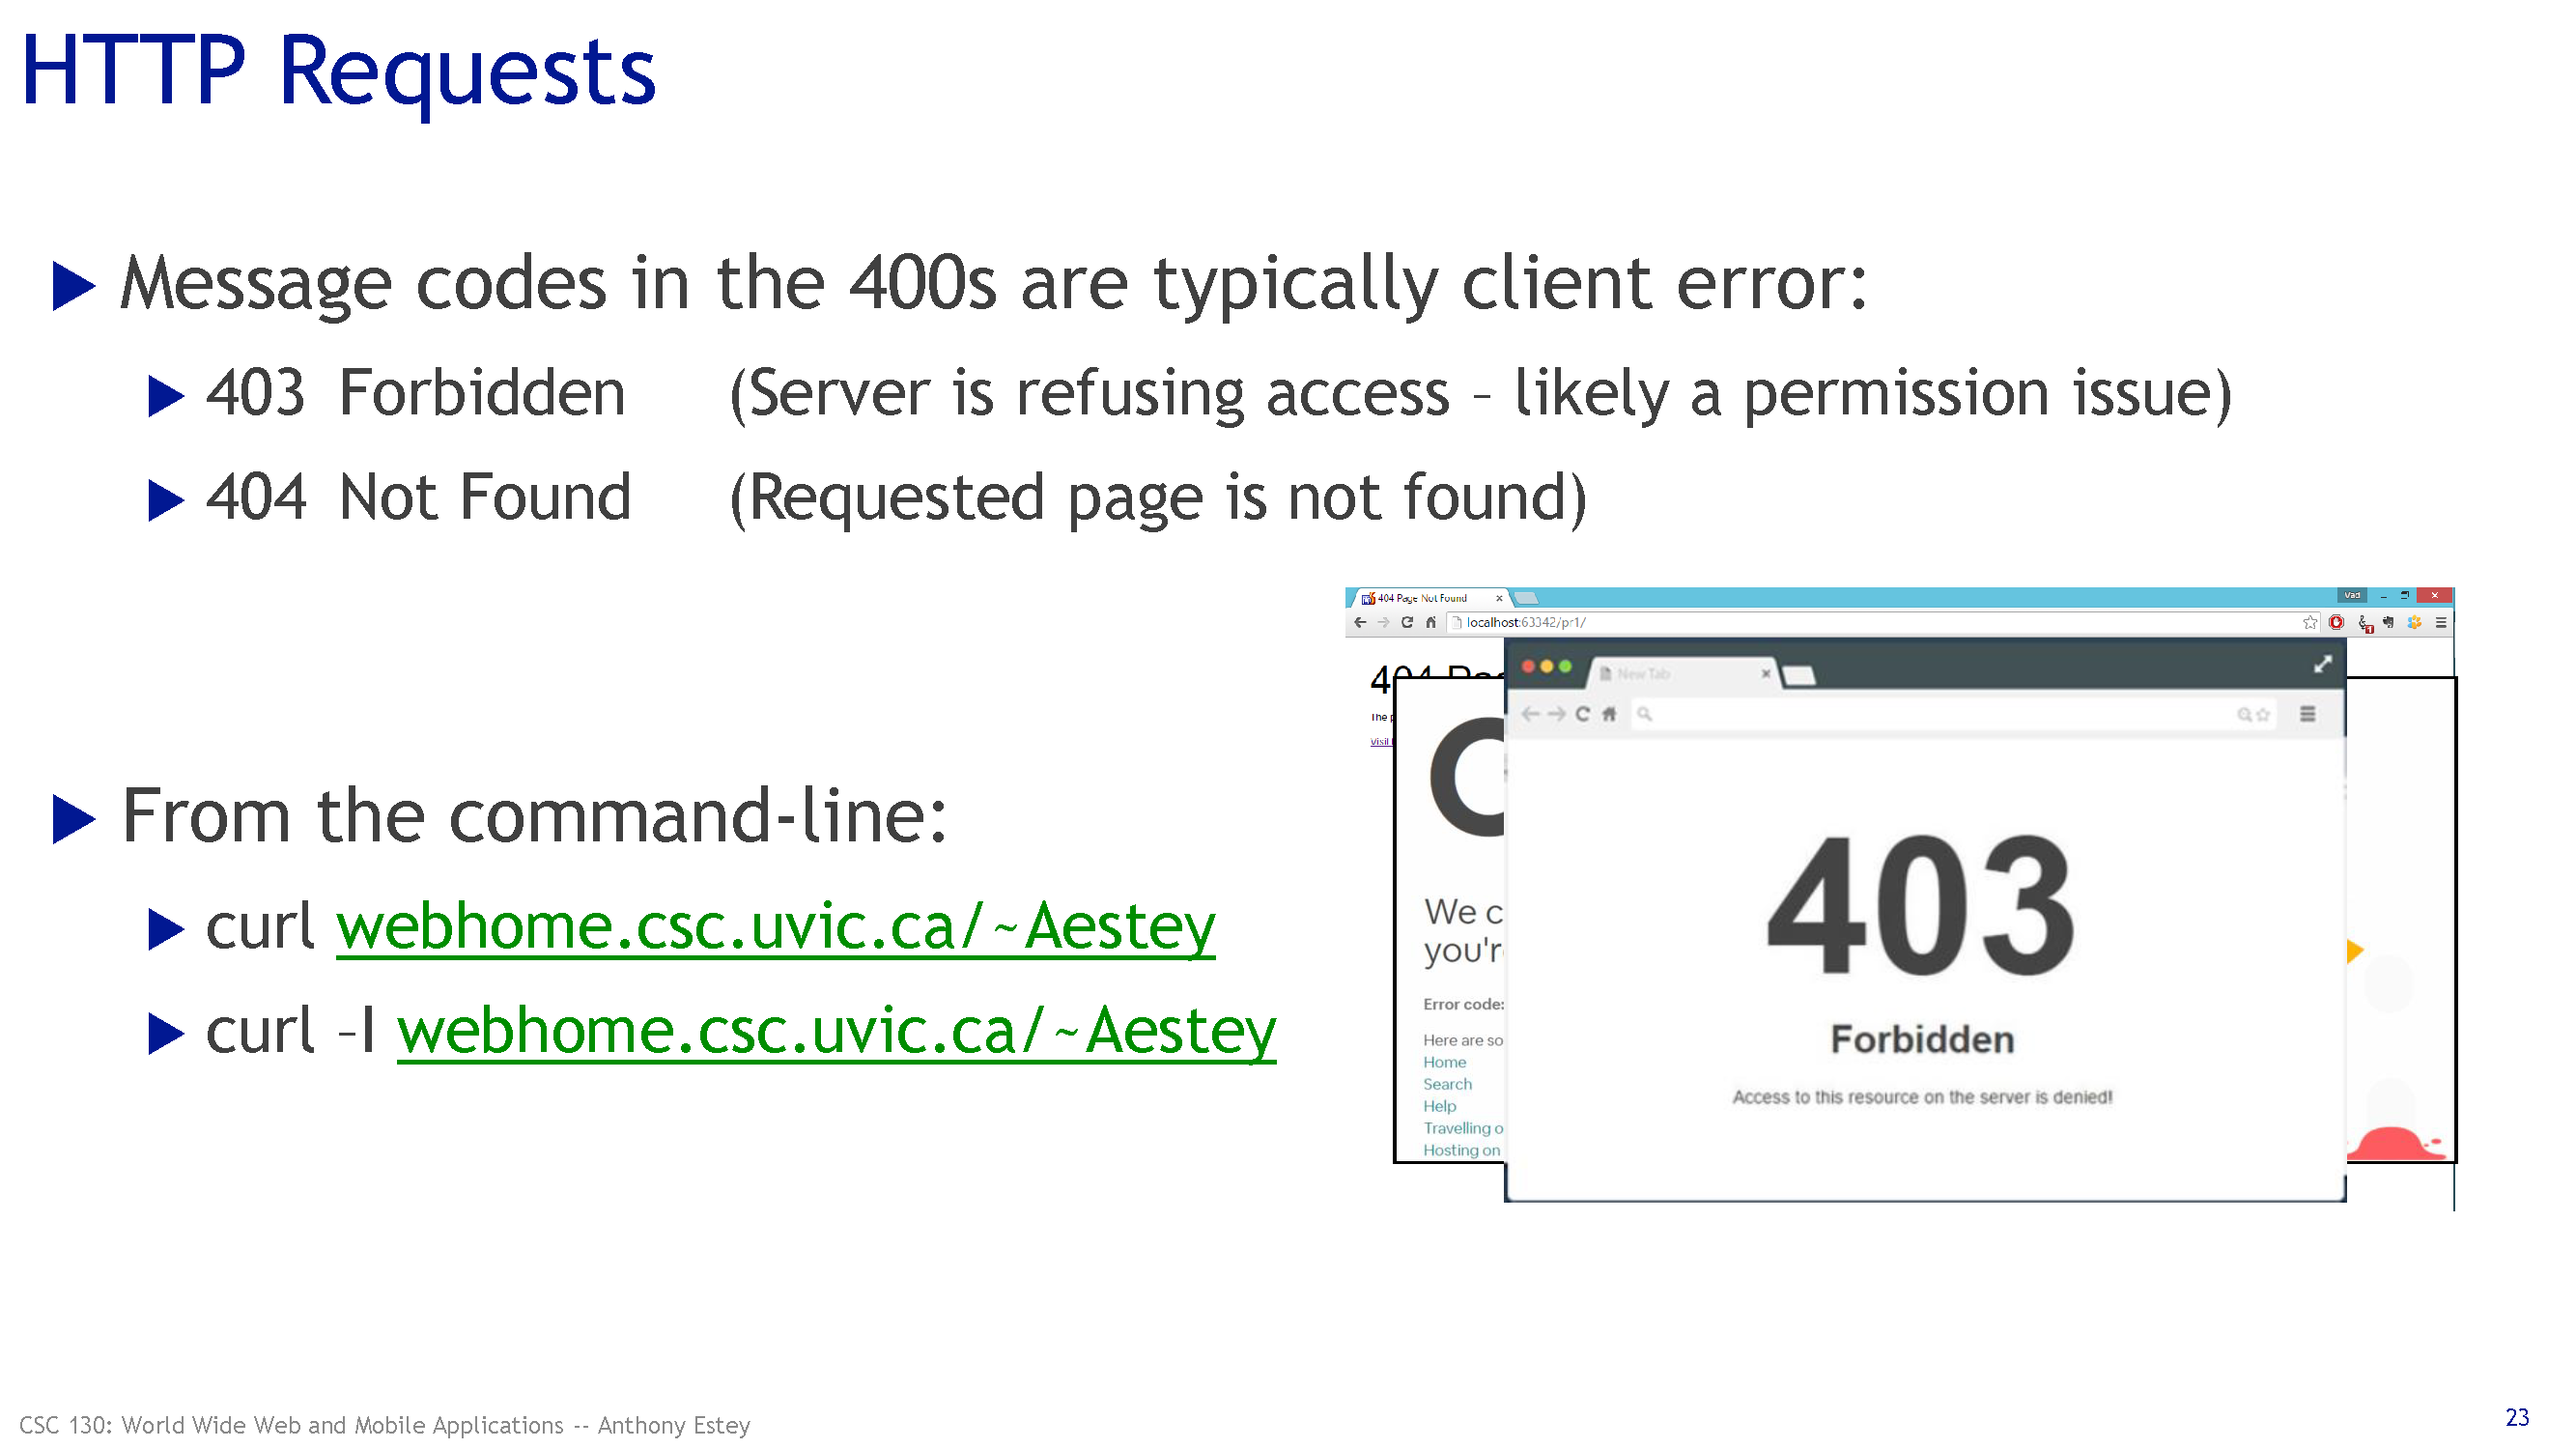 HTTP Requests
Message codes in the 400s are typically client error:
403 Forbidden (Server is refusing access – likely a permission issue)
404 Not Found (Requested page is not found)
404 Page Not Found
Vad
localhost:63342/pr1/
404
The
Visit
New Tab
We
Error code:
Here are so
Home
Search
Help
Travelling o
Hosting on
403
Forbidden
Access to this resource on the server is denied!
From the command-line:
curl webhome.csc.uvic.ca/~Aestey
curl –I webhome.csc.uvic.ca/~Aestey
CSC 130: World Wide Web and Mobile Applications -- Anthony Estey
23